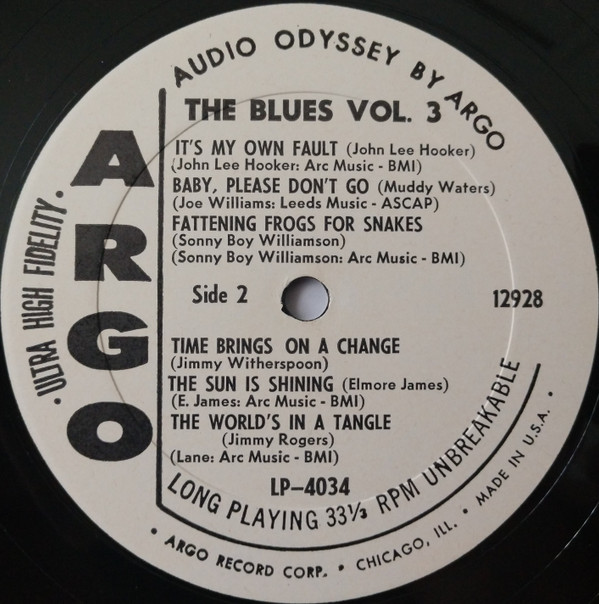 AUDIO ODYSSEY BY ARGO
THE BLUES VOL. 3
IT'S MY OWN FAULT (John Lee Hooker)
(John Lee Hooker: Arc Music - BMI)
BABY, PLEASE DON'T GO (Muddy Waters)
(Joe Williams: Leeds Music - ASCAP)
FATTENING FROGS FOR SNAKES
(Sonny Boy Williamson)
(Sonny Boy Williamson: Arc Music - BMI)
ARGO
• ULTRA HIGH FIDELITY •
Side 2
12928
TIME BRINGS ON A CHANGE
(Jimmy Witherspoon)
THE SUN IS SHINING (Elmore James)
(E. James: Arc Music - BMI)
THE WORLD'S IN A TANGLE
(Jimmy Rogers)
(Lane: Arc Music - BMI)
LP-4034
LONG PLAYING 33⅓ RPM UNBREAKABLE
• ARGO RECORD CORP. • CHICAGO, ILL. • MADE IN U.S.A. •